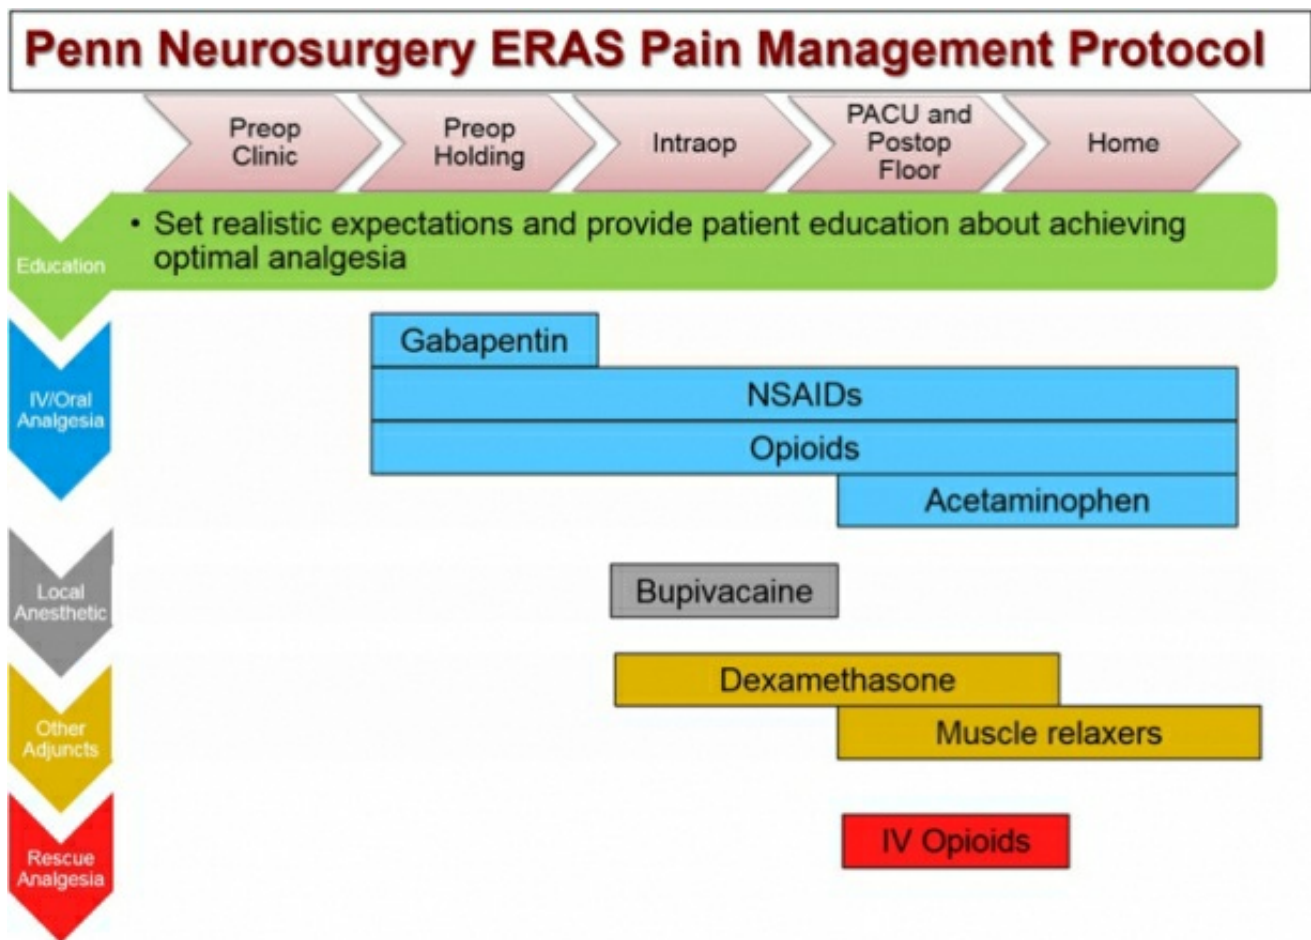 Penn Neurosurgery ERAS Pain Management Protocol
Preop
Clinic
Preop
Holding
Intraop
PACU and
Postop
Floor
Home
Education
• Set realistic expectations and provide patient education about achieving
optimal analgesia
IV/Oral
Analgesia
Gabapentin
NSAIDs
Opioids
Acetaminophen
Local
Anesthetic
Bupivacaine
Other
Adjuncts
Dexamethasone
Muscle relaxers
Rescue
Analgesia
IV Opioids